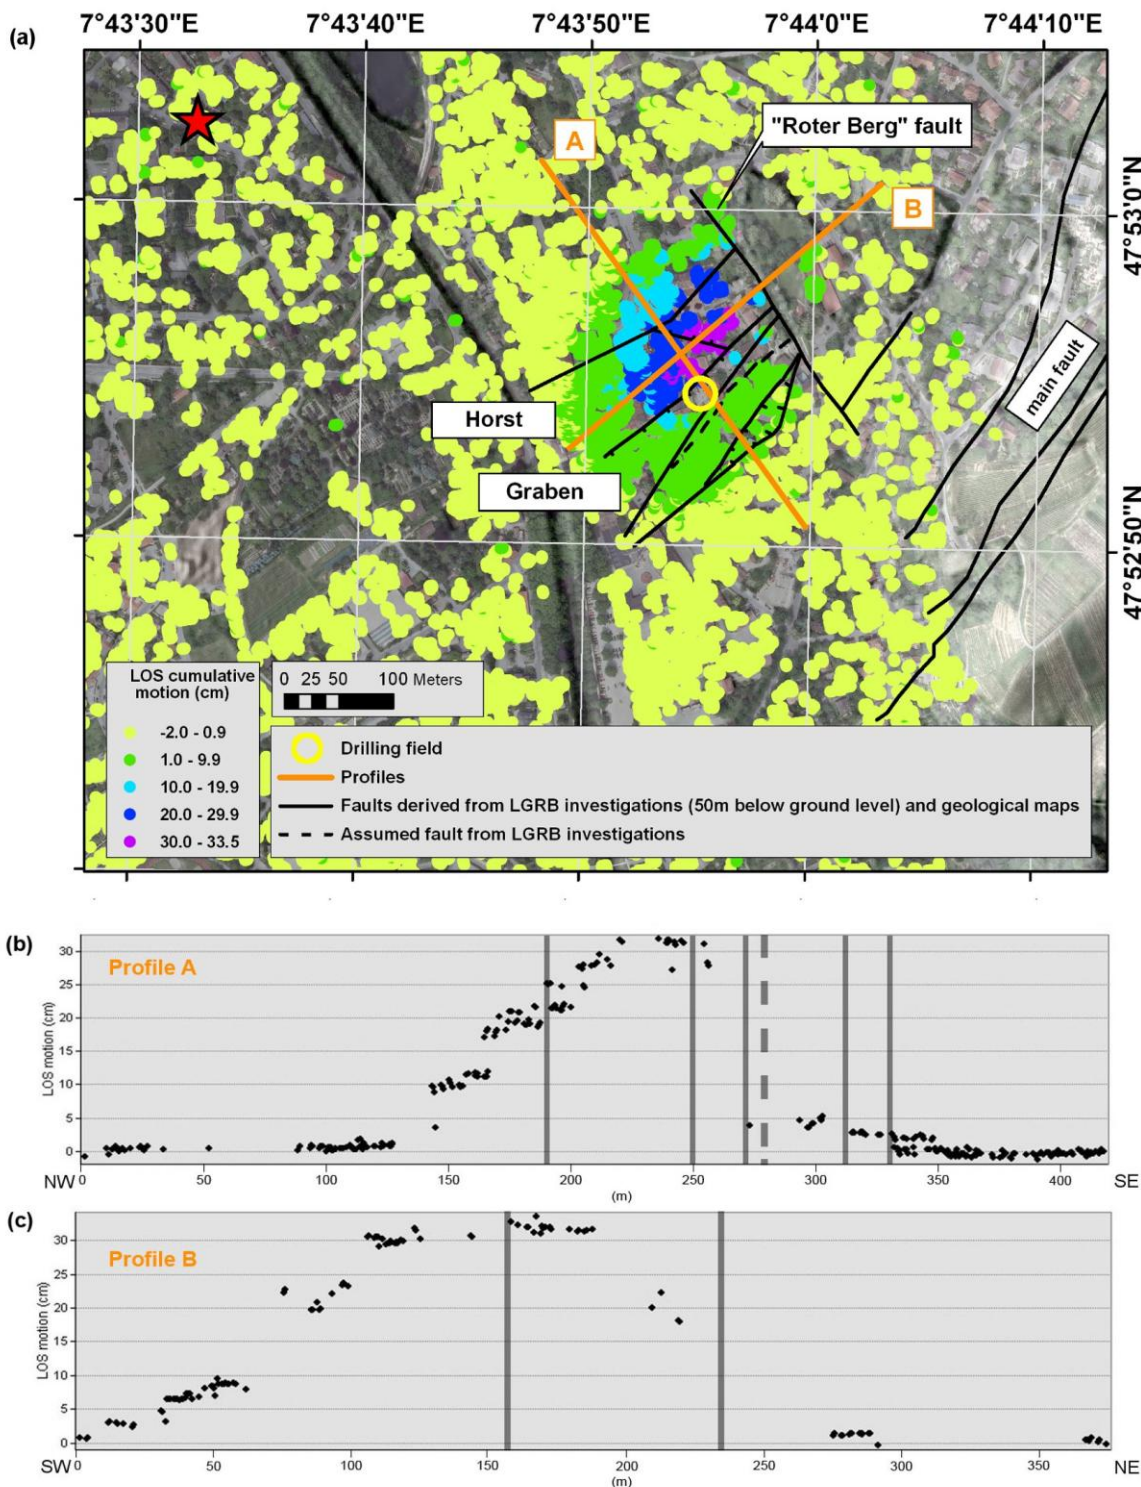 (a)
7°43'30"E 7°43'40"E 7°43'50"E 7°44'0"E 7°44'10"E
"Roter Berg" fault
A
B
47°53'0"N
main fault
Horst
Graben
47°52'50"N
LOS cumulative
motion (cm)
-2.0 - 0.9
1.0 - 9.9
10.0 - 19.9
20.0 - 29.9
30.0 - 33.5
0 25 50 100 Meters
Drilling field
Profiles
Faults derived from LGRB investigations (50m below ground level) and geological maps
Assumed fault from LGRB investigations
(b)
Profile A
LOS motion (cm)
30
25
20
15
10
5
0
0 50 100 150 200 250 300 350 400
NW (m) SE
(c)
Profile B
LOS motion (cm)
30
25
20
15
10
5
0
SW 0 50 100 150 200 250 300 350 NE
(m)